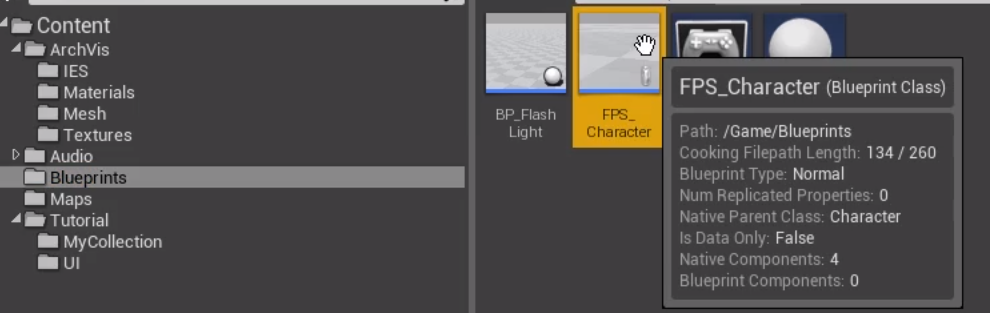 Content
ArchVis
IES
Materials
Mesh
Textures
Audio
Blueprints
Maps
Tutorial
MyCollection
UI
BP_Flash
Light
FPS_
Character
FPS_Character (Blueprint Class)
Path: /Game/Blueprints
Cooking Filepath Length: 134 / 260
Blueprint Type: Normal
Num Replicated Properties: 0
Native Parent Class: Character
Is Data Only: False
Native Components: 4
Blueprint Components: 0